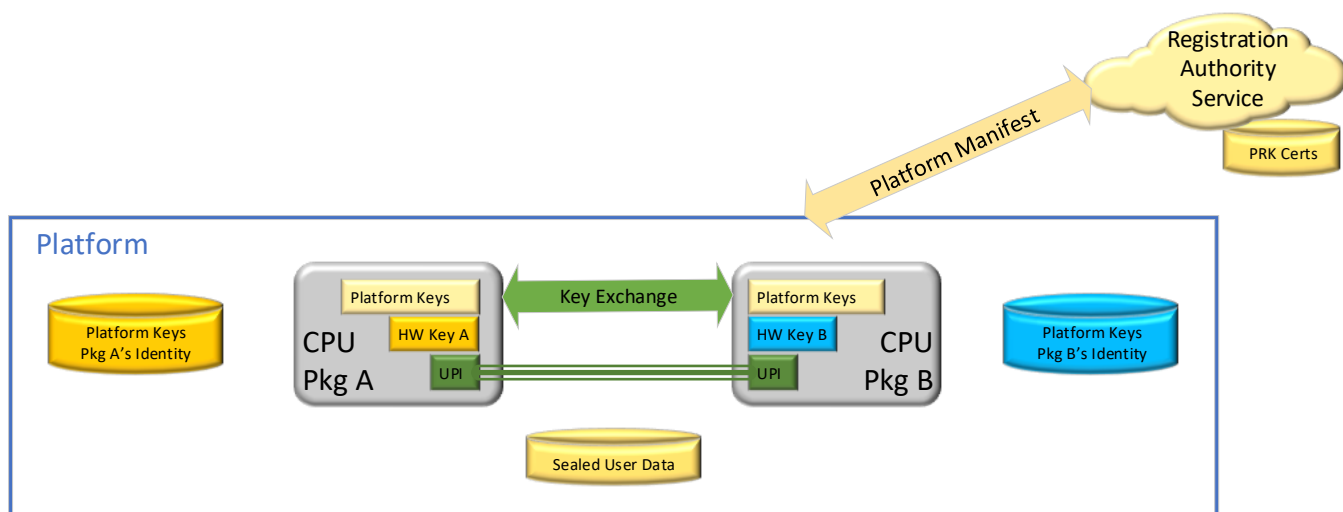 Registration
Authority
Service
PRK Certs
Platform Manifest
Platform
Platform Keys
Pkg A's Identity
Platform Keys
HW Key A
CPU
Pkg A
UPI
Key Exchange
Platform Keys
HW Key B
CPU
Pkg B
UPI
Platform Keys
Pkg B's Identity
Sealed User Data